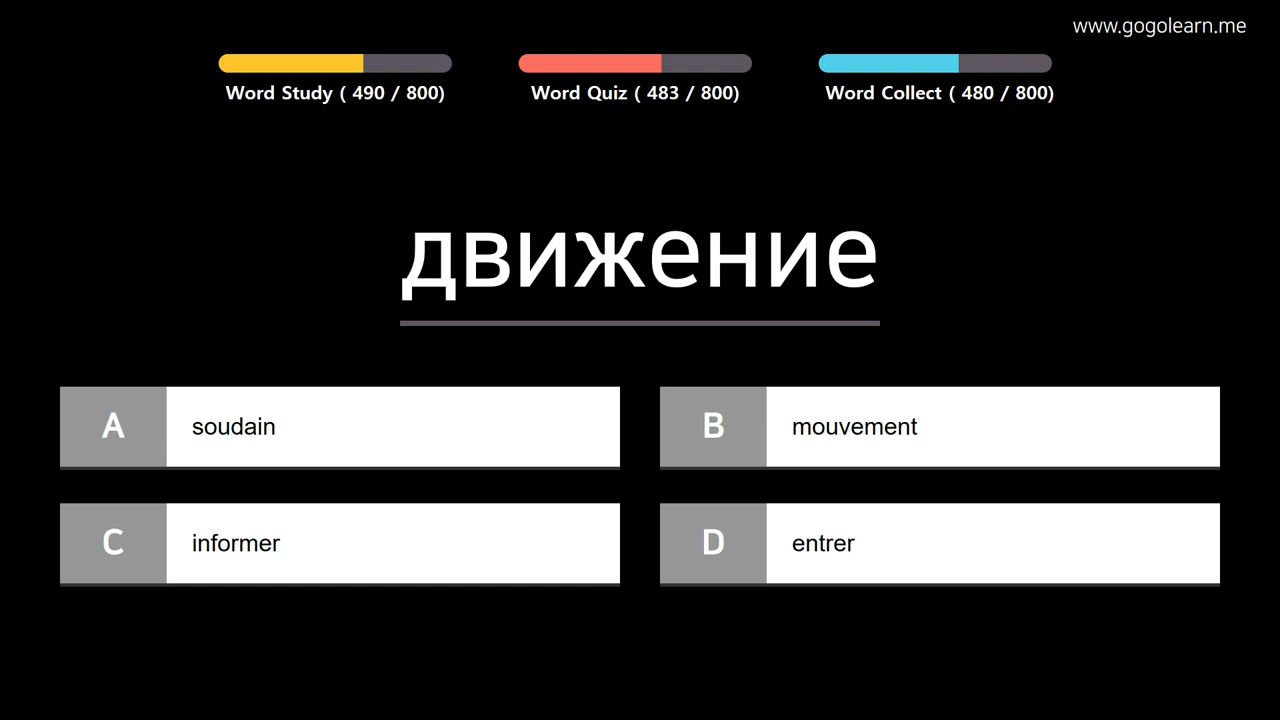 www.gogolearn.me
Word Study ( 490 / 800)
Word Quiz ( 483 / 800)
Word Collect ( 480 / 800)
движение
A soudain
B mouvement
C informer
D entrer